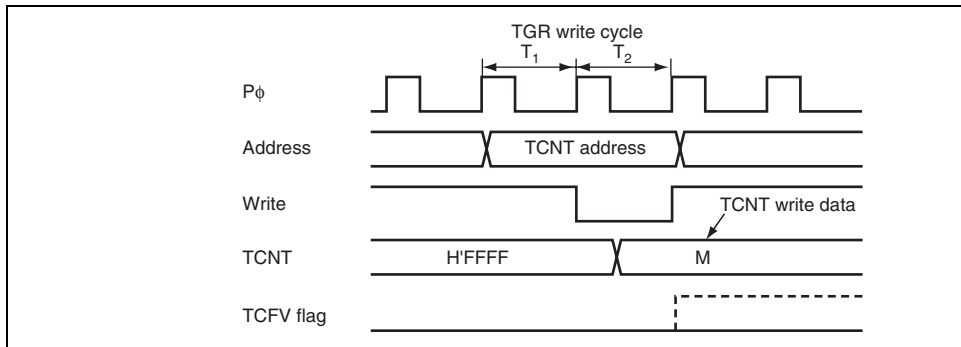 TGR write cycle
T1 T2
Pϕ
Address TCNT address
Write
TCNT write data
TCNT H'FFFF M
TCFV flag